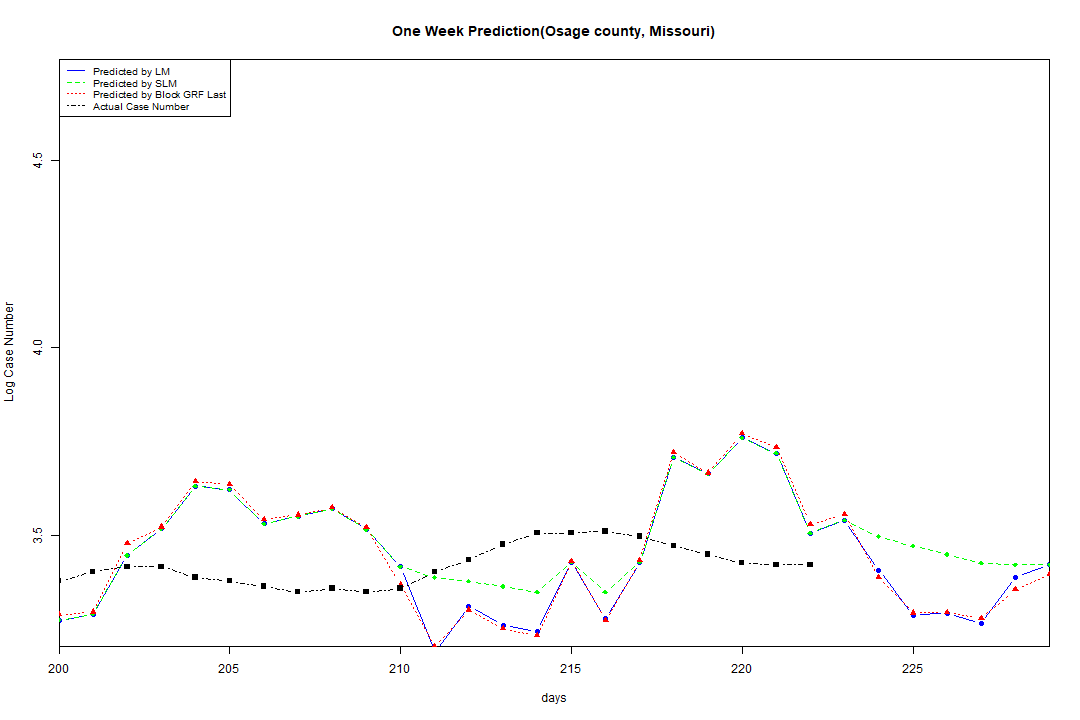 One Week Prediction(Osage county, Missouri)
Predicted by LM
Predicted by SLM
Predicted by Block GRF Last
Actual Case Number
4.5
4.0
3.5
Log Case Number
200 205 210 215 220 225
days